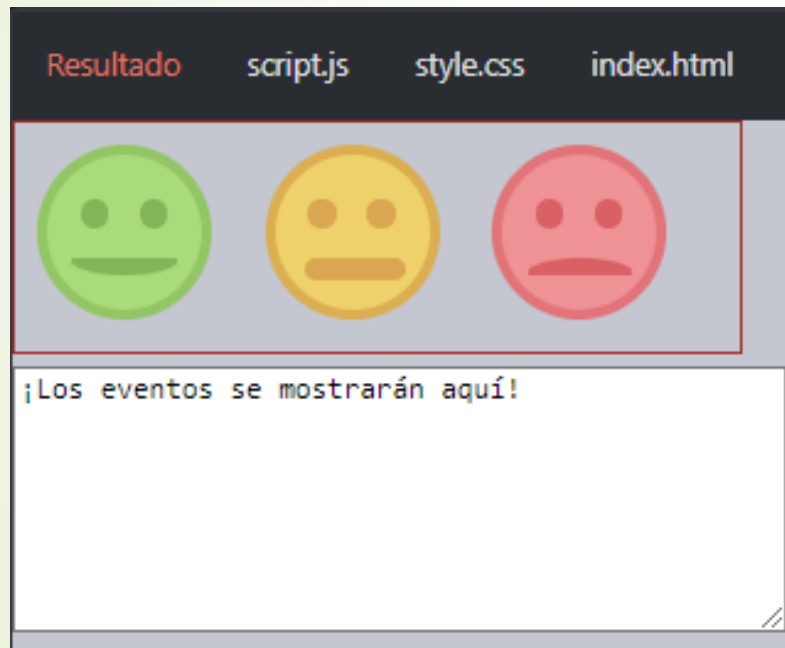 Resultado script.js style.css index.html
¡Los eventos se mostrarán aquí!